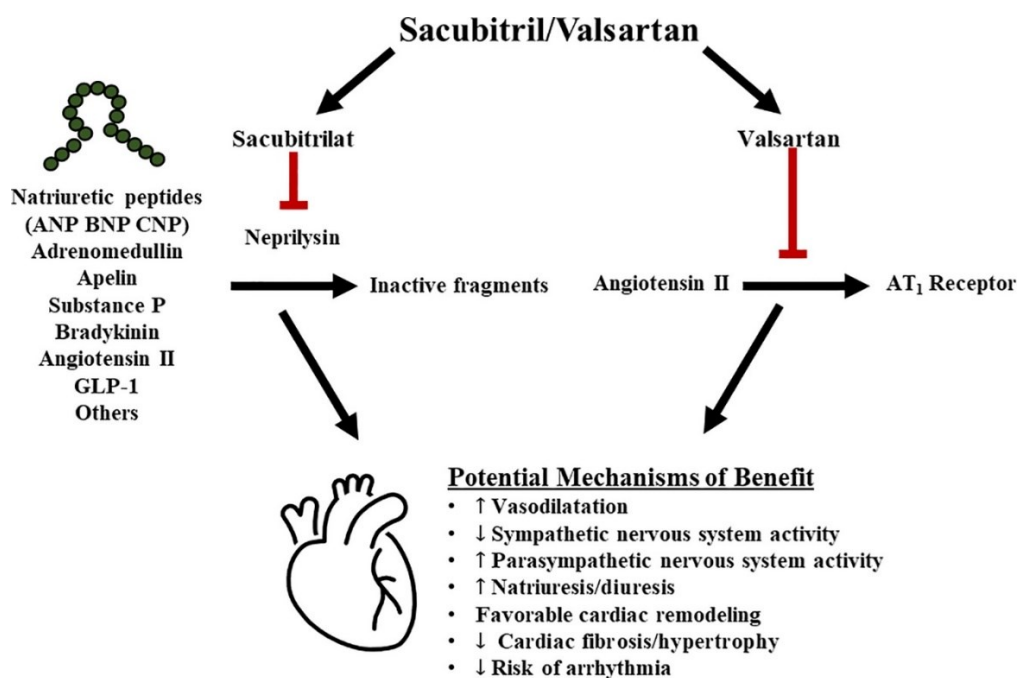 Sacubitril/Valsartan
Sacubitrilat
Valsartan
Natriuretic peptides
(ANP BNP CNP)
Adrenomedullin
Apelin
Substance P
Bradykinin
Angiotensin II
GLP-1
Others
Neprilysin
Inactive fragments
Angiotensin II
AT₁ Receptor
Potential Mechanisms of Benefit
• ↑ Vasodilatation
• ↓ Sympathetic nervous system activity
• ↑ Parasympathetic nervous system activity
• ↑ Natriuresis/diuresis
• Favorable cardiac remodeling
• ↓ Cardiac fibrosis/hypertrophy
• ↓ Risk of arrhythmia